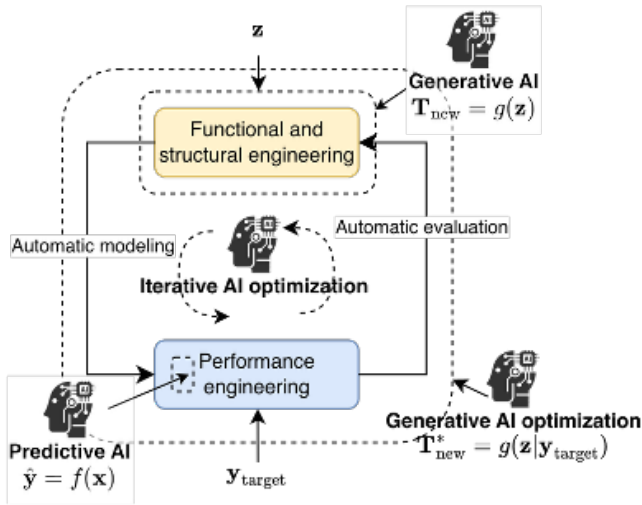 z
Generative AI
T_new = g(z)
Functional and
structural engineering
Automatic modeling
Automatic evaluation
AI
Iterative AI optimization
Performance
engineering
Predictive AI
ŷ = f(x)
y_target
Generative AI optimization
T*_new = g(z|y_target)